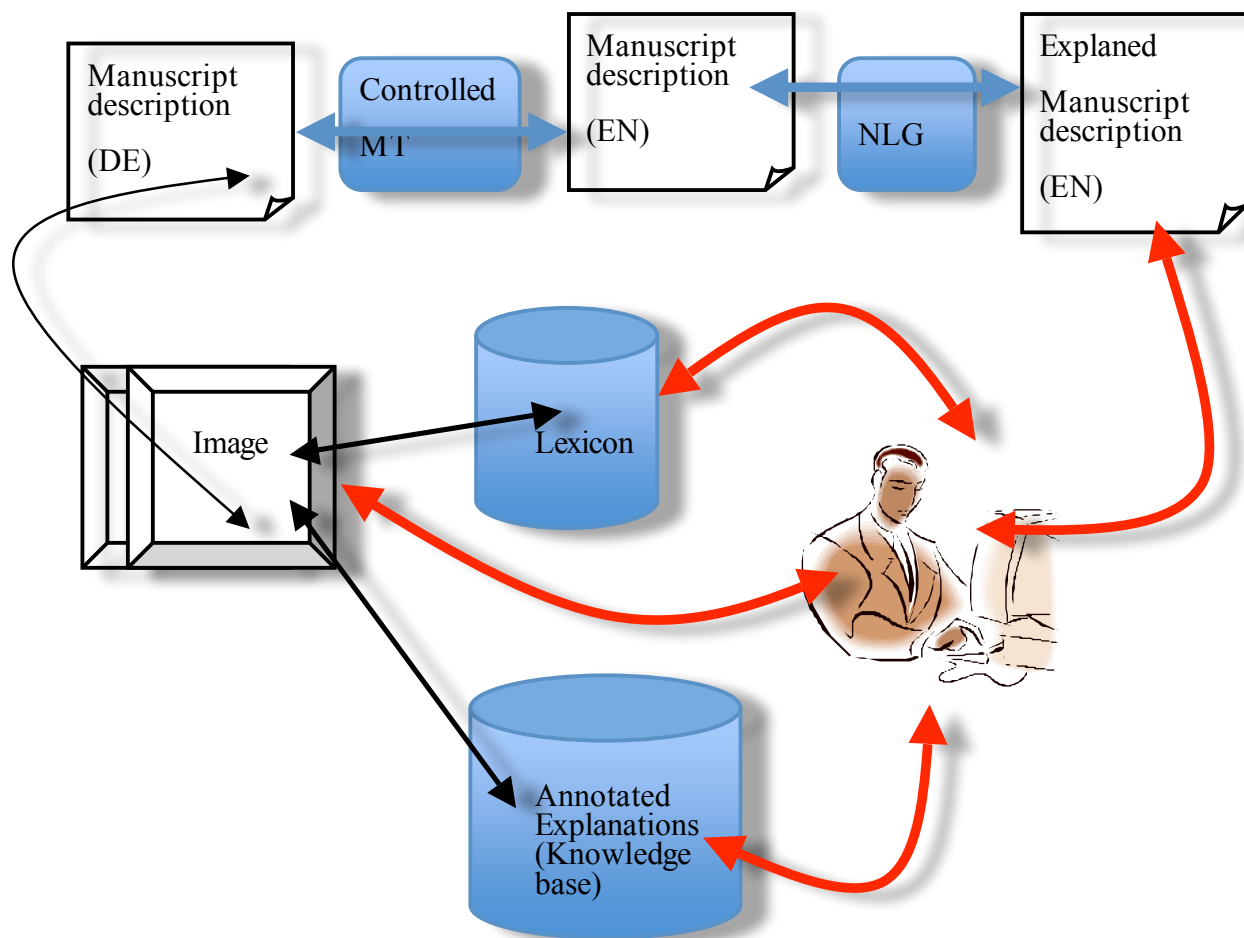 Manuscript
description
(DE)
Controlled
MT
Manuscript
description
(EN)
NLG
Explaned
Manuscript
description
(EN)
Image
Lexicon
Annotated
Explanations
(Knowledge
base)